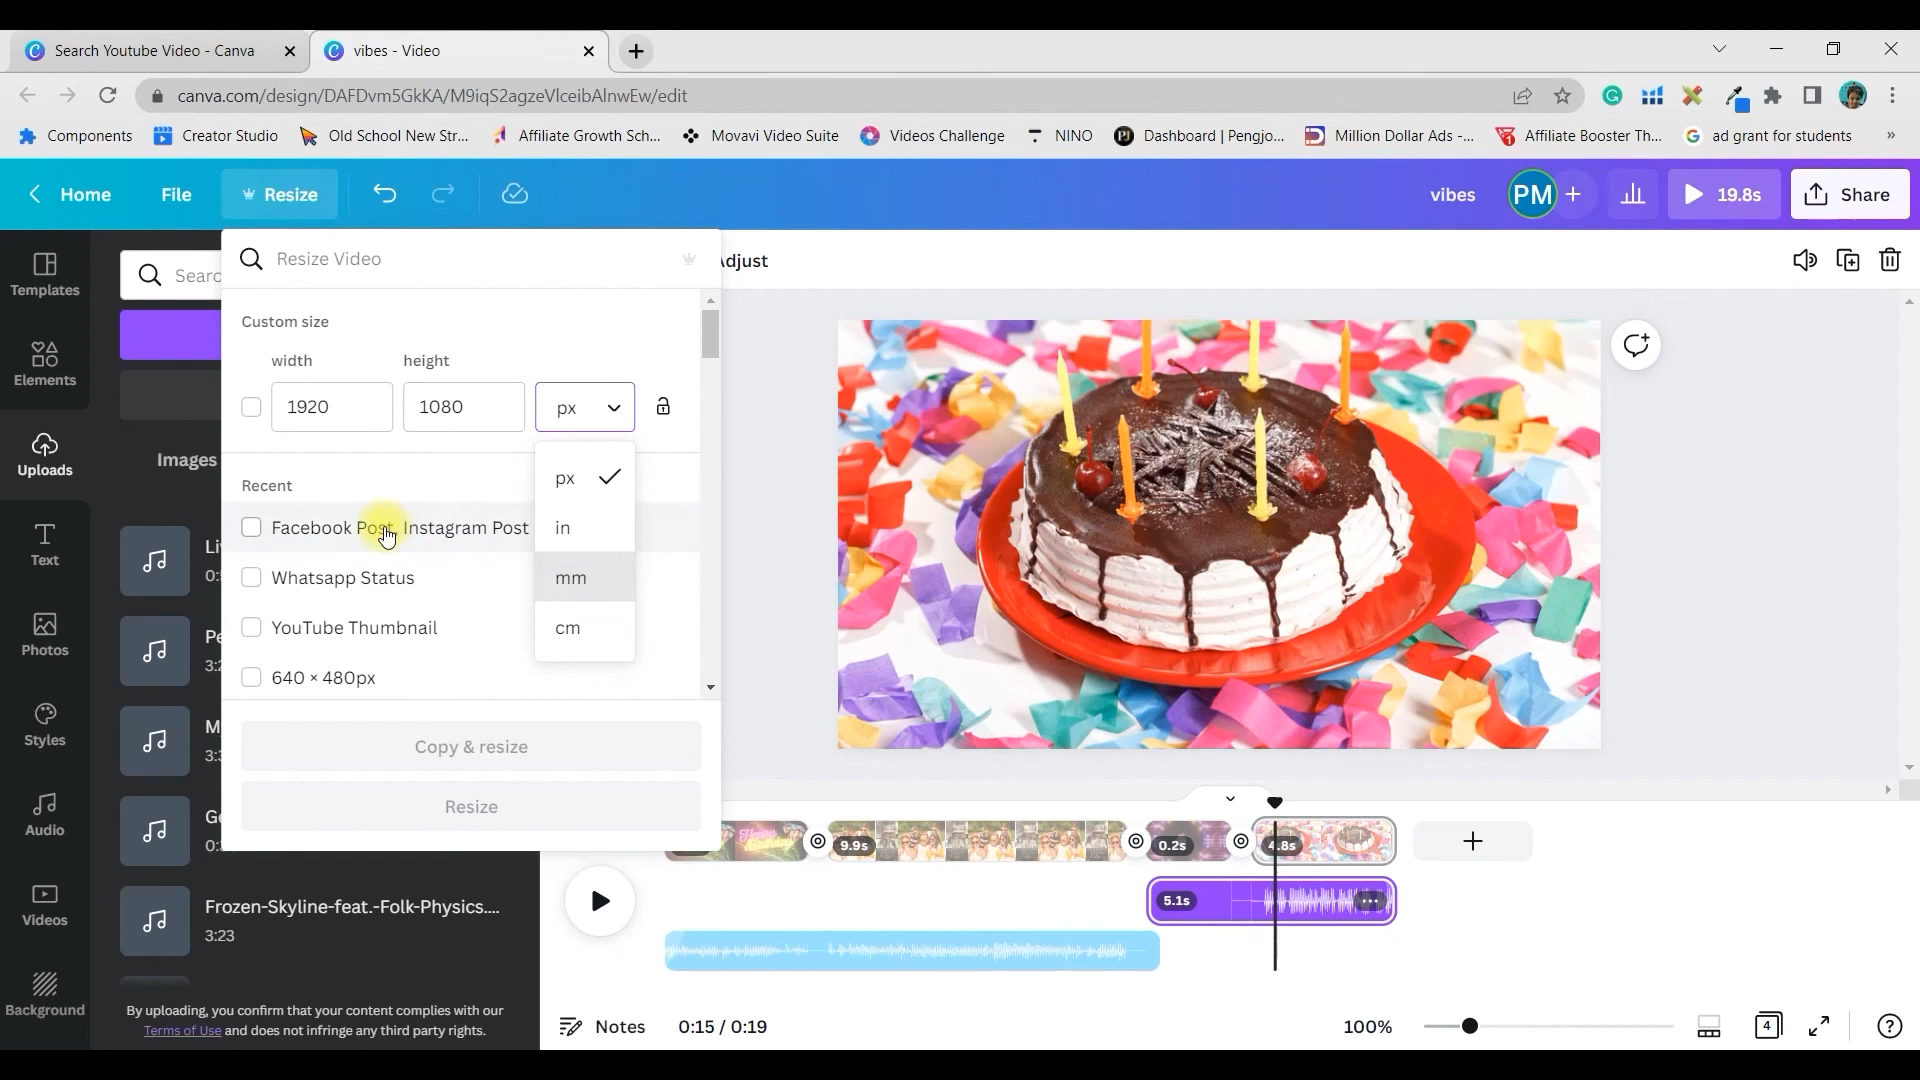 Search Youtube Video - Canva
vibes - Video
canva.com/design/DAFDvm5GkKA/M9iqS2agzeVlceibAlnwEw/edit
Components
Creator Studio
Old School New Str...
Affiliate Growth Sch...
Movavi Video Suite
Videos Challenge
NINO
Dashboard | Pengjo...
Million Dollar Ads -...
Affiliate Booster Th...
ad grant for students
»
Home
File
Resize
vibes
PM
19.8s
Share
Templates
Elements
Uploads
Text
Photos
Styles
Audio
Videos
Background
Resize Video
Custom size
width
height
1920
1080
px
px
in
mm
cm
Recent
Facebook Post, Instagram Post
Whatsapp Status
YouTube Thumbnail
640 × 480px
Copy & resize
Resize
Adjust
Images
Frozen-Skyline-feat.-Folk-Physics....
3:23
By uploading, you confirm that your content complies with our
Terms of Use and does not infringe any third party rights.
9.9s
0.2s
4.8s
5.1s
Notes
0:15 / 0:19
100%
4